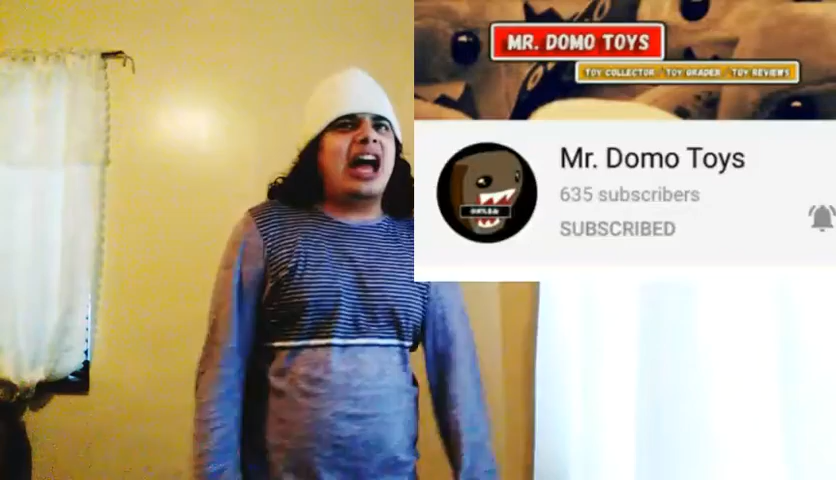 MR. DOMO TOYS
TOY COLLECTOR TOY GRADER TOY REVIEWS
Mr. Domo Toys
635 subscribers
SUBSCRIBED